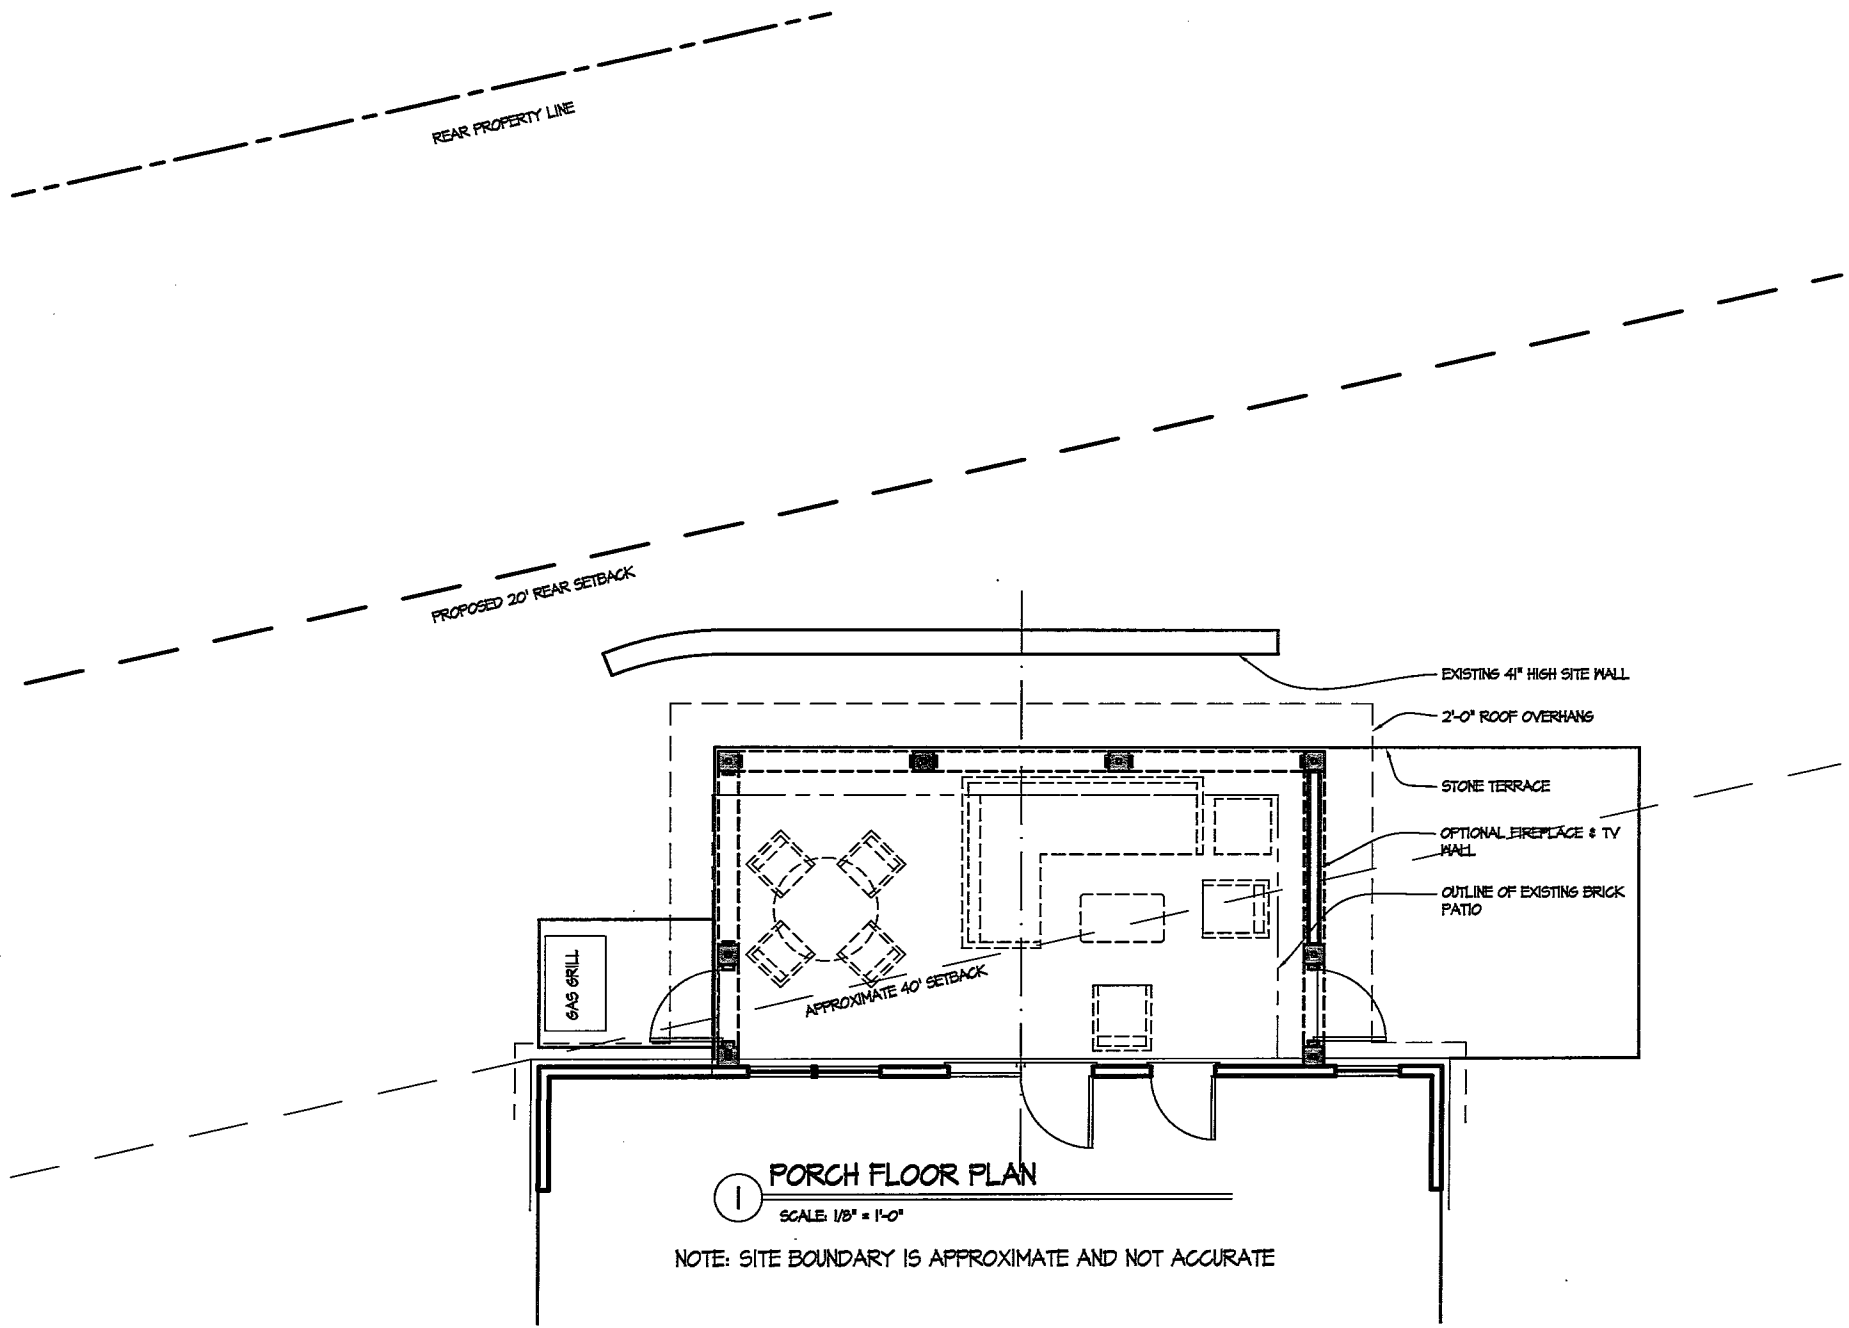 REAR PROPERTY LINE
PROPOSED 20' REAR SETBACK
EXISTING 41" HIGH SITE WALL
2'-0" ROOF OVERHANG
STONE TERRACE
OPTIONAL FIREPLACE & TV
WALL
OUTLINE OF EXISTING BRICK
PATIO
GAS GRILL
APPROXIMATE 40' SETBACK
1
PORCH FLOOR PLAN
SCALE: 1/8" = 1'-0"
NOTE: SITE BOUNDARY IS APPROXIMATE AND NOT ACCURATE